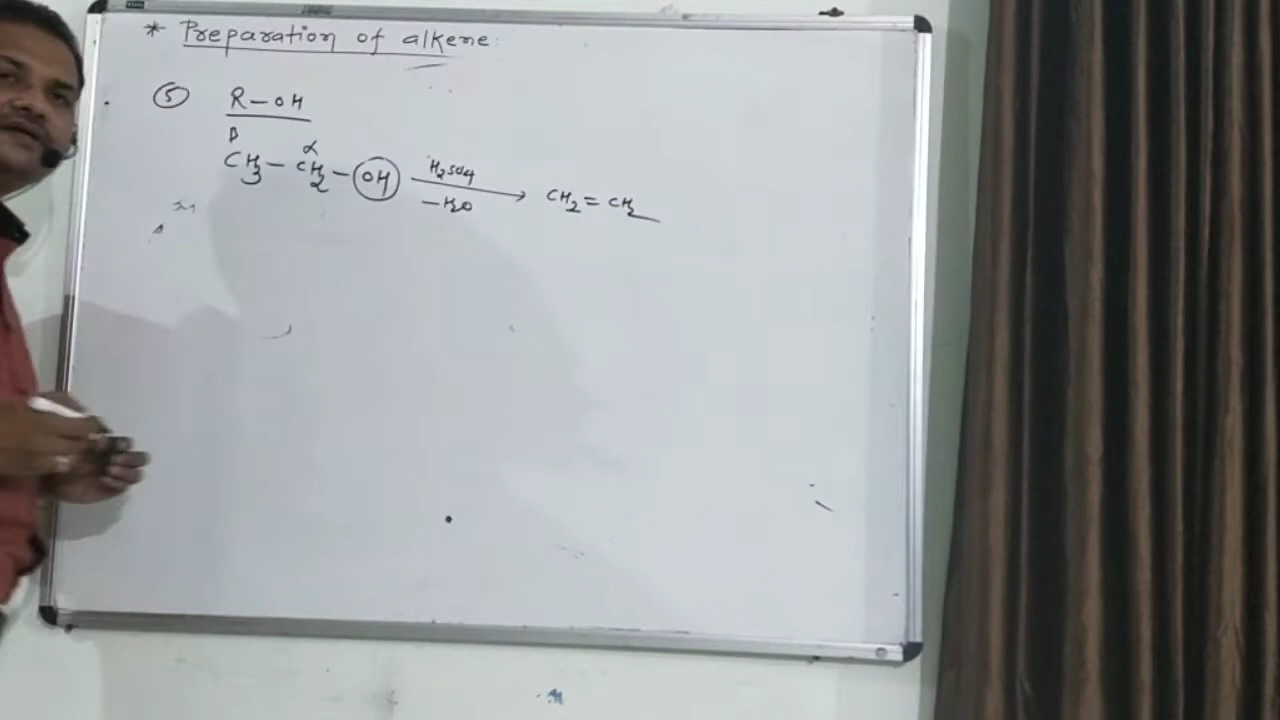 * Preparation of alkene:
⑤ R-OH
β α
CH₃-CH₂-OH H₂SO₄ → -H₂O CH₂=CH₂